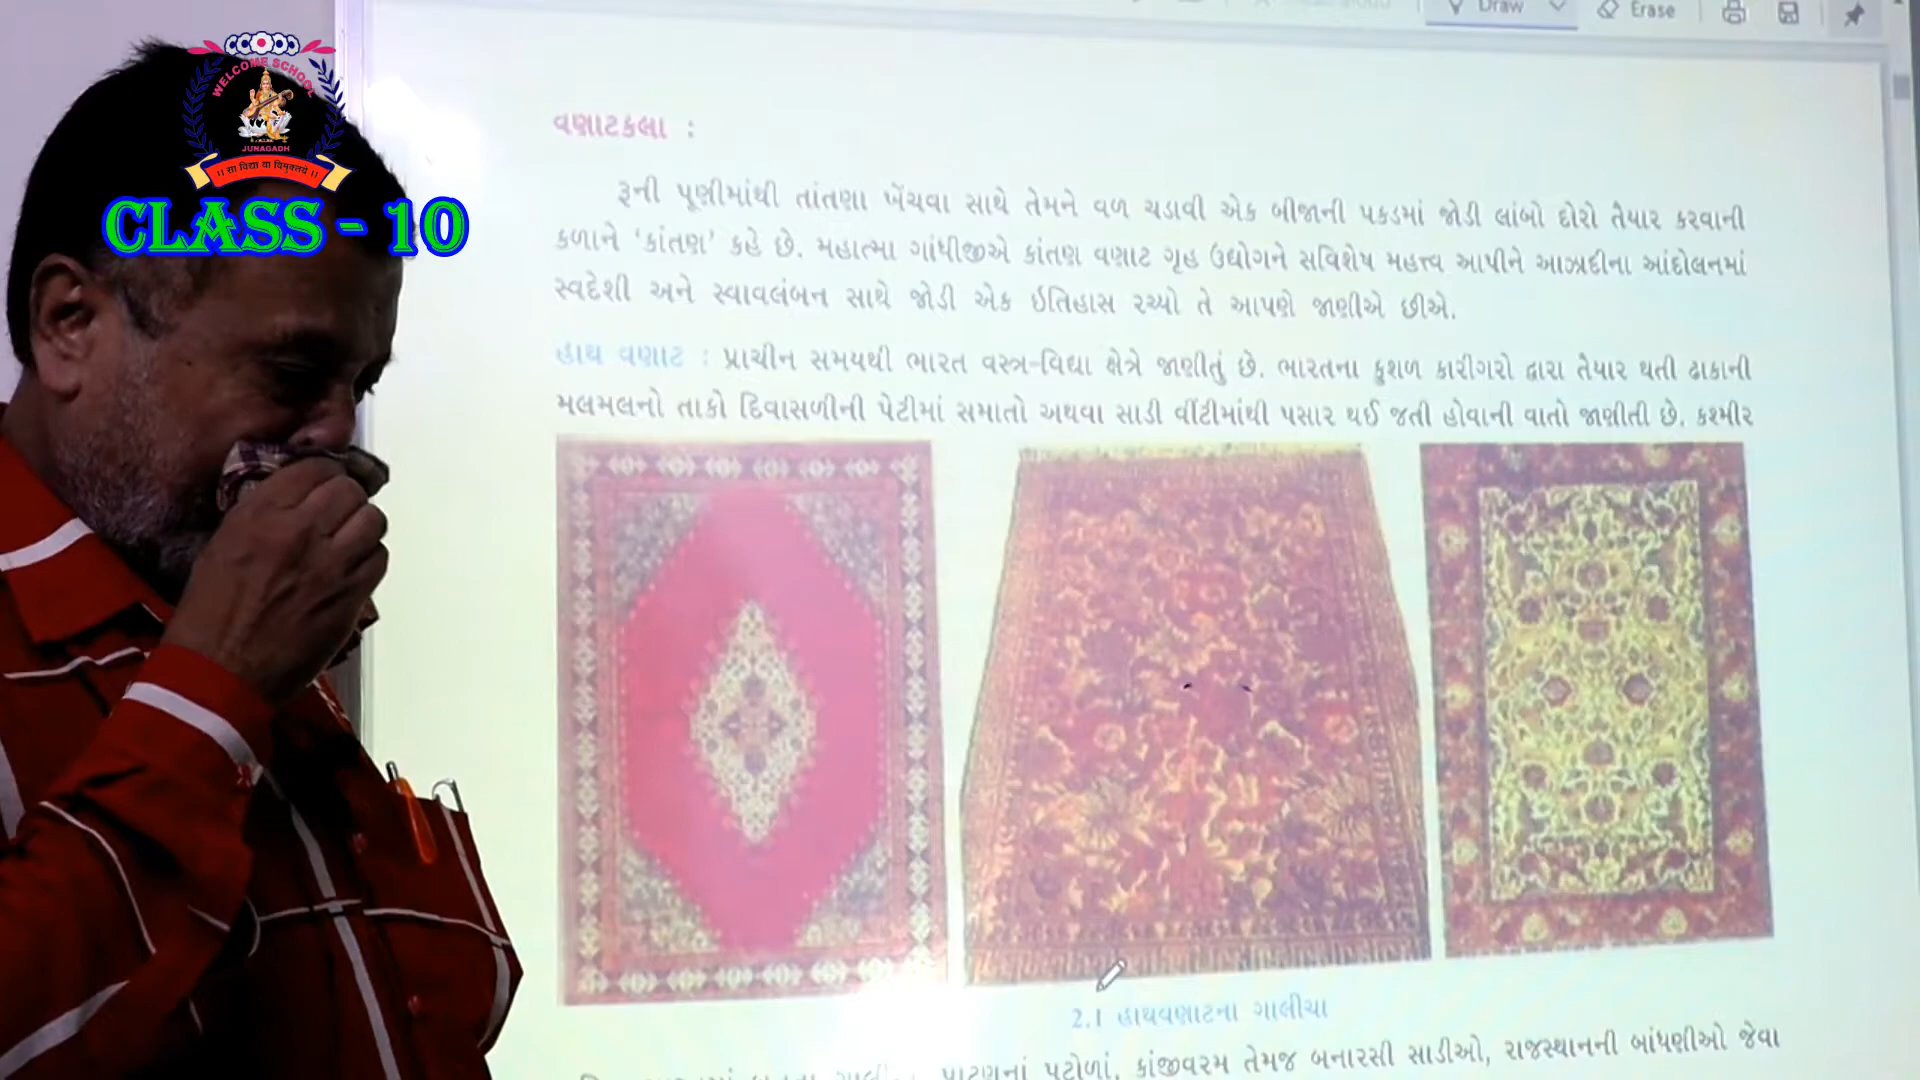 Draw
Erase
WELCOME SCHOOL
JUNAGADH
।। सा विद्या या विमुक्तये ।।
CLASS - 10
વણાટકલા :
રૂની પૂણીમાંથી તાંતણા ખેંચવા સાથે તેમને વળ ચડાવી એક બીજાની પકડમાં જોડી લાંબો દોરો તૈયાર કરવાની
કળાને 'કાંતણ' કહે છે. મહાત્મા ગાંધીજીએ કાંતણ વણાટ ગૃહ ઉદ્યોગને સવિશેષ મહત્ત્વ આપીને આઝાદીના આંદોલનમાં
સ્વદેશી અને સ્વાવલંબન સાથે જોડી એક ઇતિહાસ રચ્યો તે આપણે જાણીએ છીએ.
હાથ વણાટ : પ્રાચીન સમયથી ભારત વસ્ત્ર-વિદ્યા ક્ષેત્રે જાણીતું છે. ભારતના કુશળ કારીગરો દ્વારા તૈયાર થતી ઢાકાની
મલમલનો તાકો દિવાસળીની પેટીમાં સમાતો અથવા સાડી વીંટીમાંથી પસાર થઈ જતી હોવાની વાતો જાણીતી છે. કશ્મીર
2.1 હાથવણાટના ગાલીચા
પાટણનાં પટોળાં, કાંજીવરમ તેમજ બનારસી સાડીઓ, રાજસ્થાનની બાંધણીઓ જેવા